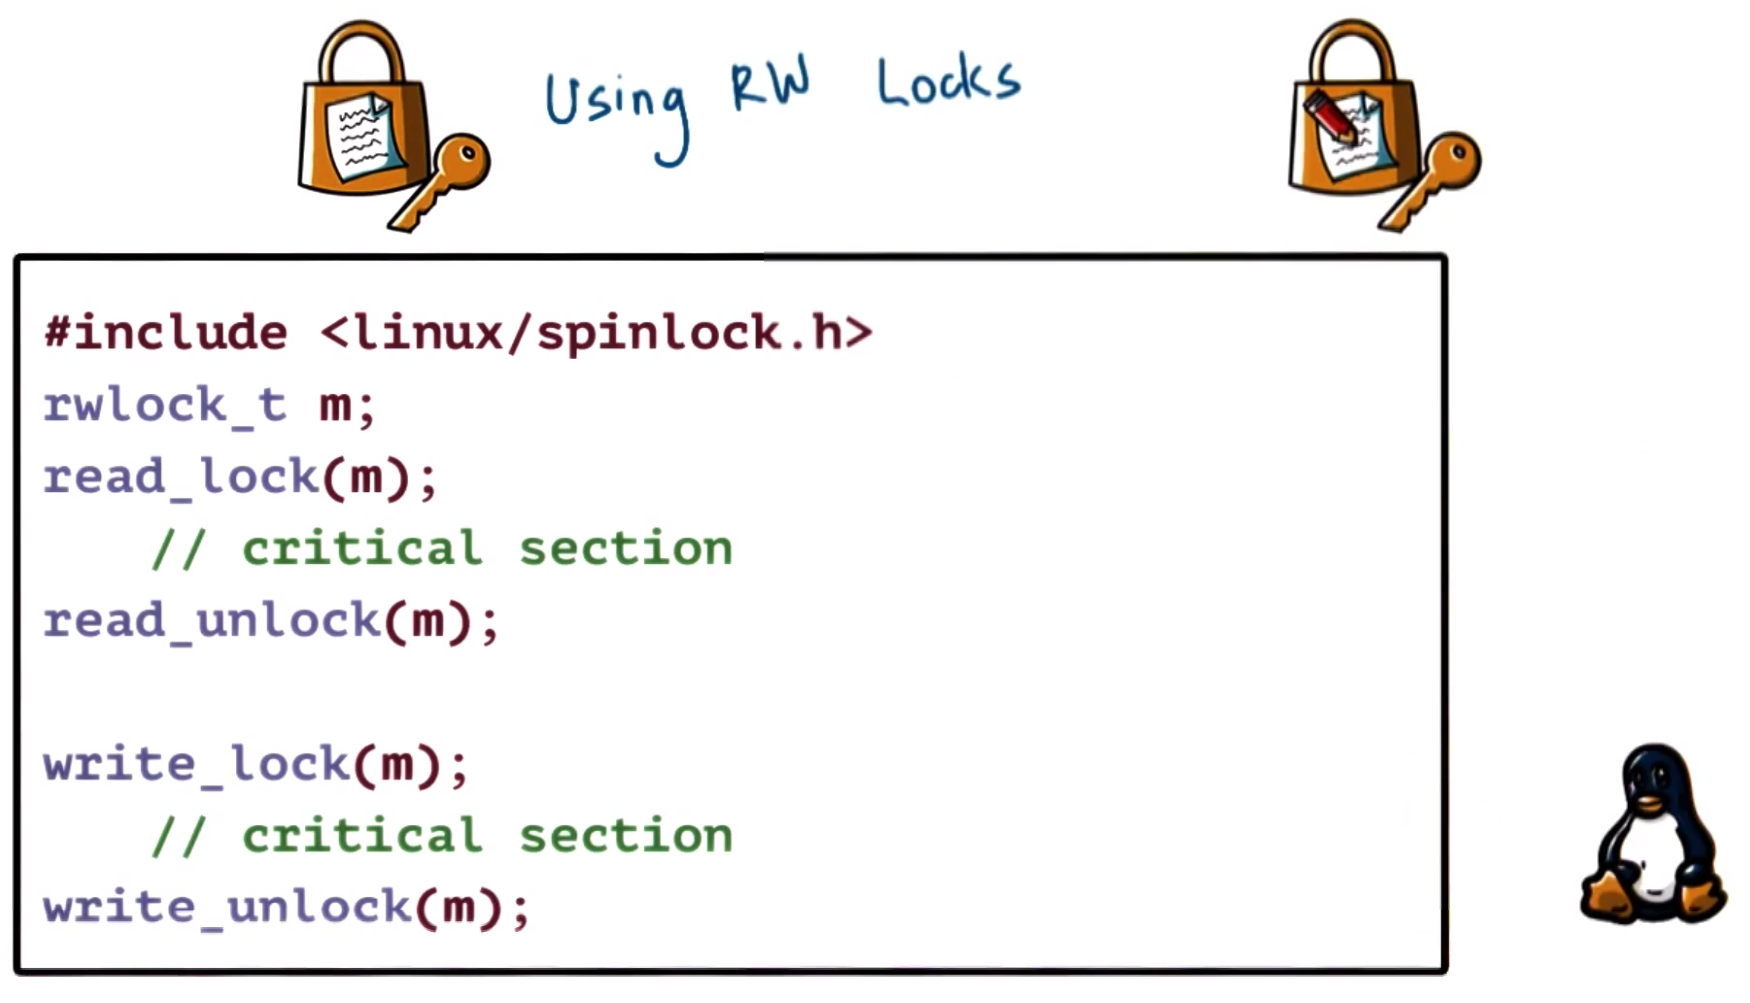 Using RW Locks
#include <linux/spinlock.h>
rwlock_t m;
read_lock(m);
// critical section
read_unlock(m);
write_lock(m);
// critical section
write_unlock(m);